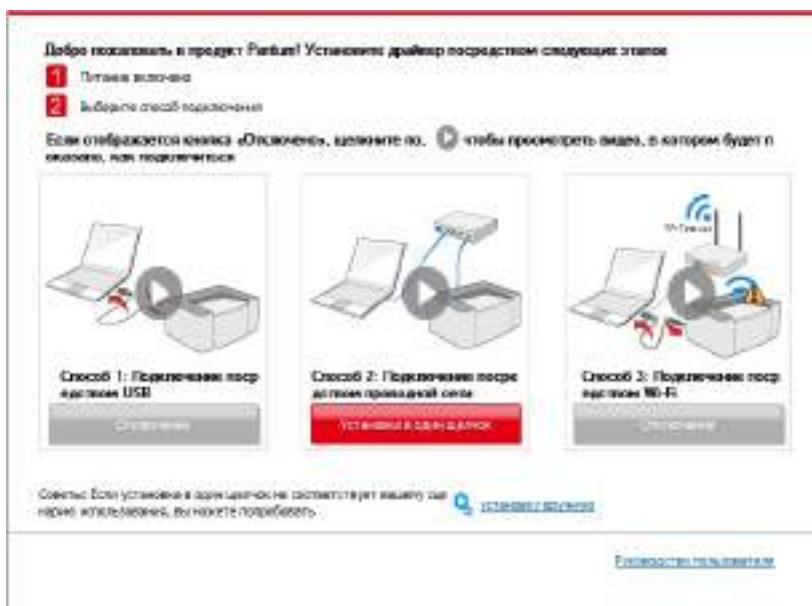 Добро пожаловать в продукт Pantum! Установите драйвер посредством следующих этапов
1 Питание включено
2 Выберите способ подключения
Если отображается кнопка «Отключено», щелкните по, чтобы просмотреть видео, в котором будет п
оказано, как подключиться
Способ 1: Подключение поср
едством USB
Отключено
Способ 2: Подключение посре
дством проводной сети
Установка в один щелчок
Способ 3: Подключение поср
едством Wi-Fi
Отключено
Советы: Если установка в один щелчок не соответствует вашему сце
нарию использования, вы можете попробовать
установку вручную
Руководство пользователя